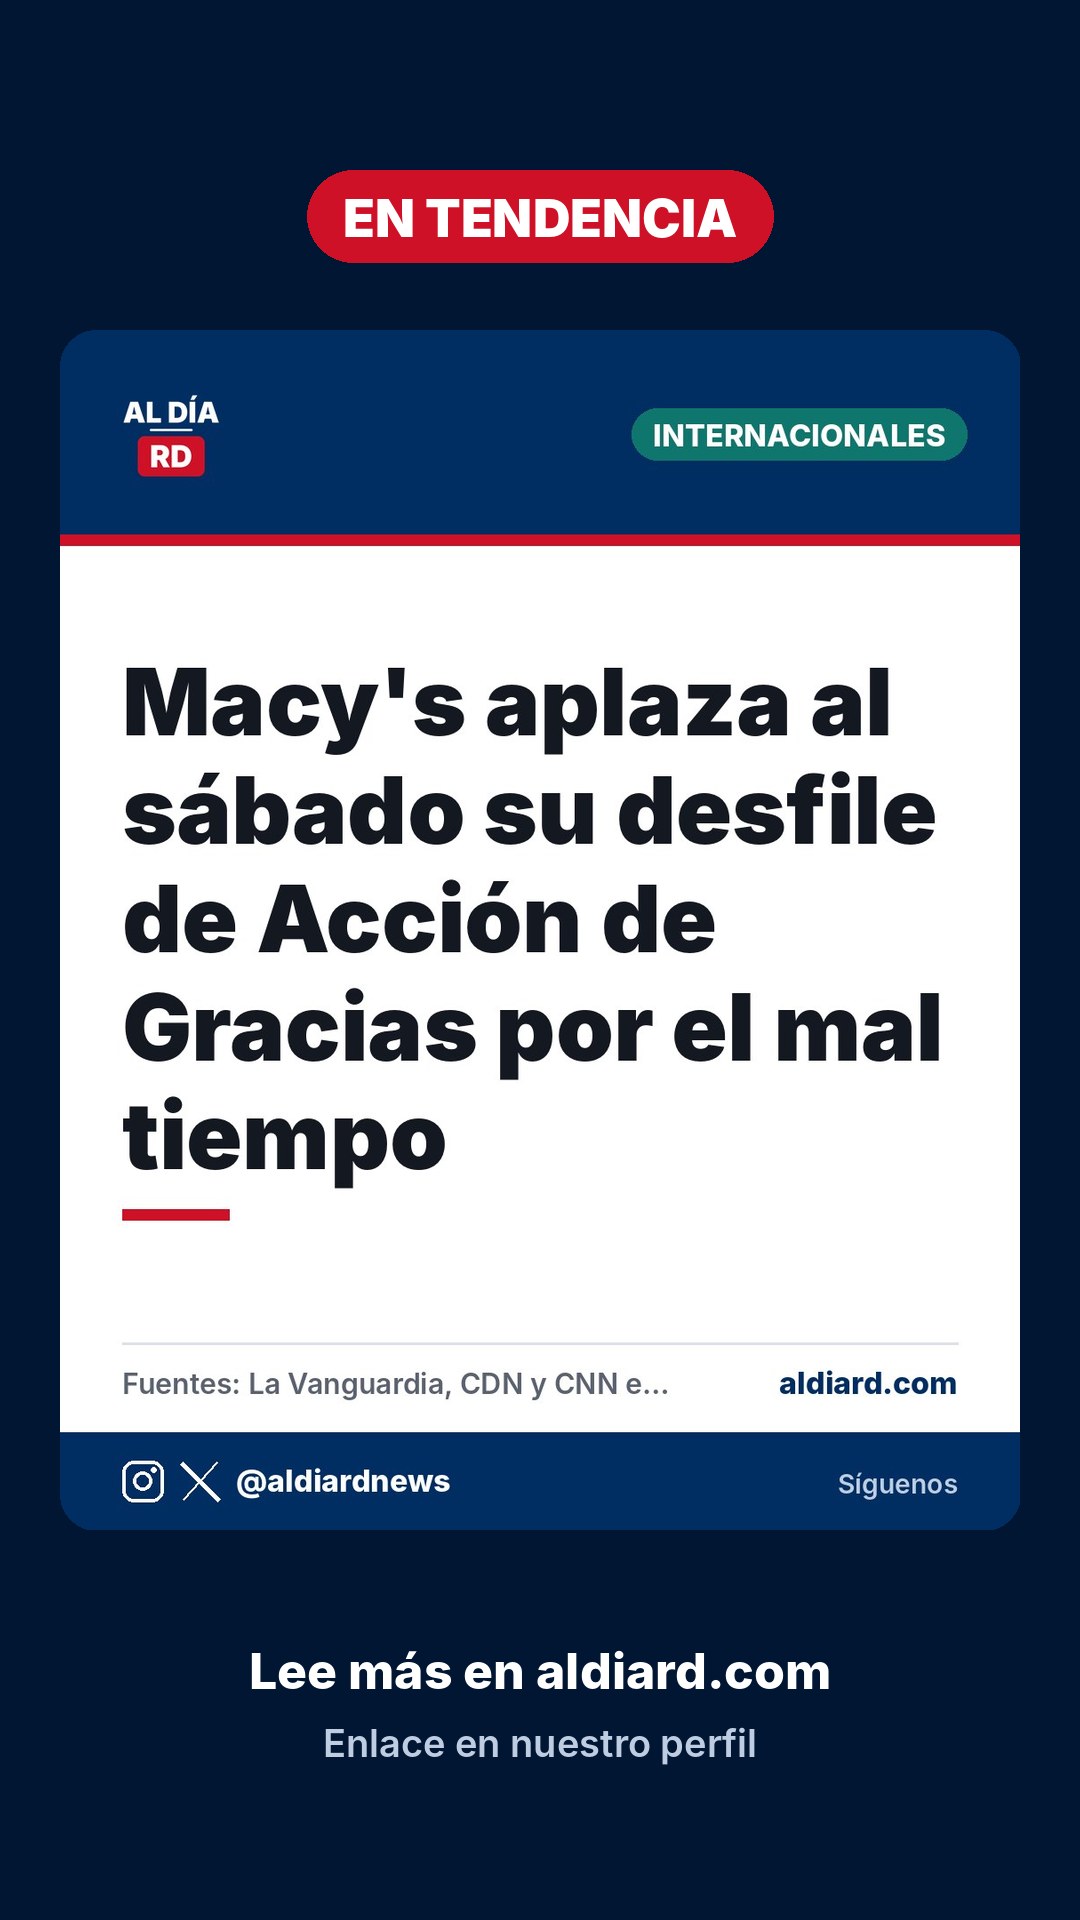 EN TENDENCIA
AL DÍA
RD
INTERNACIONALES
Macy's aplaza al
sábado su desfile
de Acción de
Gracias por el mal
tiempo
Fuentes: La Vanguardia, CDN y CNN e...
aldiard.com
@aldiardnews
Síguenos
Lee más en aldiard.com
Enlace en nuestro perfil